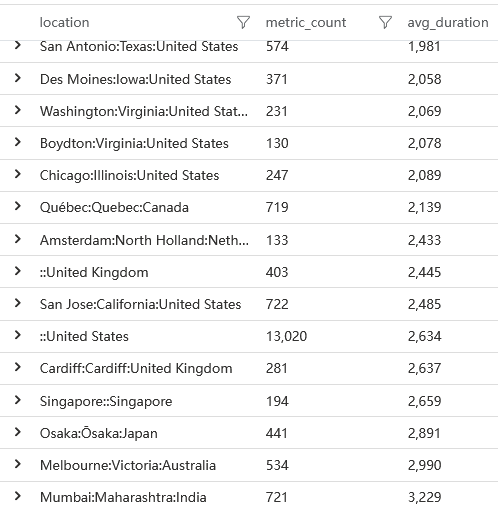 location metric_count avg_duration
San Antonio:Texas:United States 574 1,981
Des Moines:Iowa:United States 371 2,058
Washington:Virginia:United Stat... 231 2,069
Boydton:Virginia:United States 130 2,078
Chicago:Illinois:United States 247 2,089
Québec:Quebec:Canada 719 2,139
Amsterdam:North Holland:Neth... 133 2,433
::United Kingdom 403 2,445
San Jose:California:United States 722 2,485
::United States 13,020 2,634
Cardiff:Cardiff:United Kingdom 281 2,637
Singapore::Singapore 194 2,659
Osaka:Ōsaka:Japan 441 2,891
Melbourne:Victoria:Australia 534 2,990
Mumbai:Maharashtra:India 721 3,229